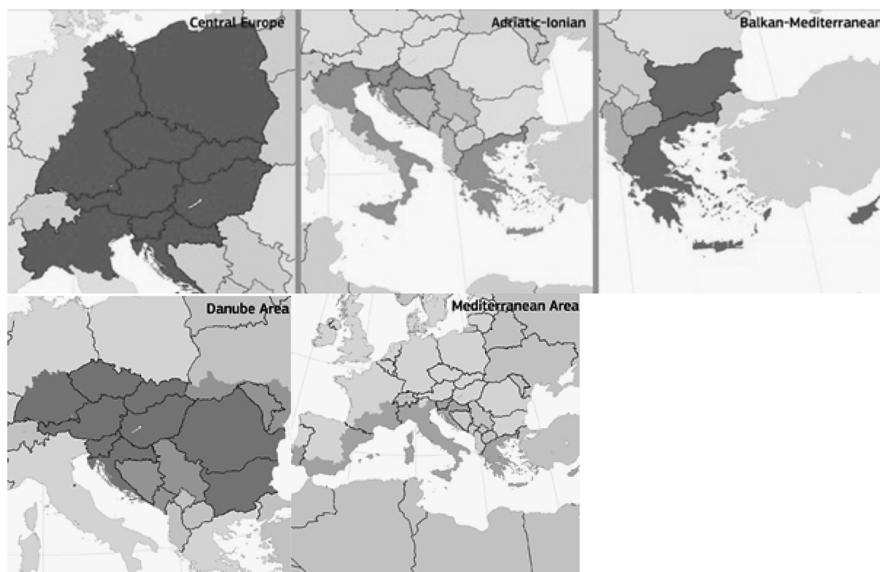 Central Europe
Adriatic-Ionian
Balkan-Mediterranean
Danube Area
Mediterranean Area